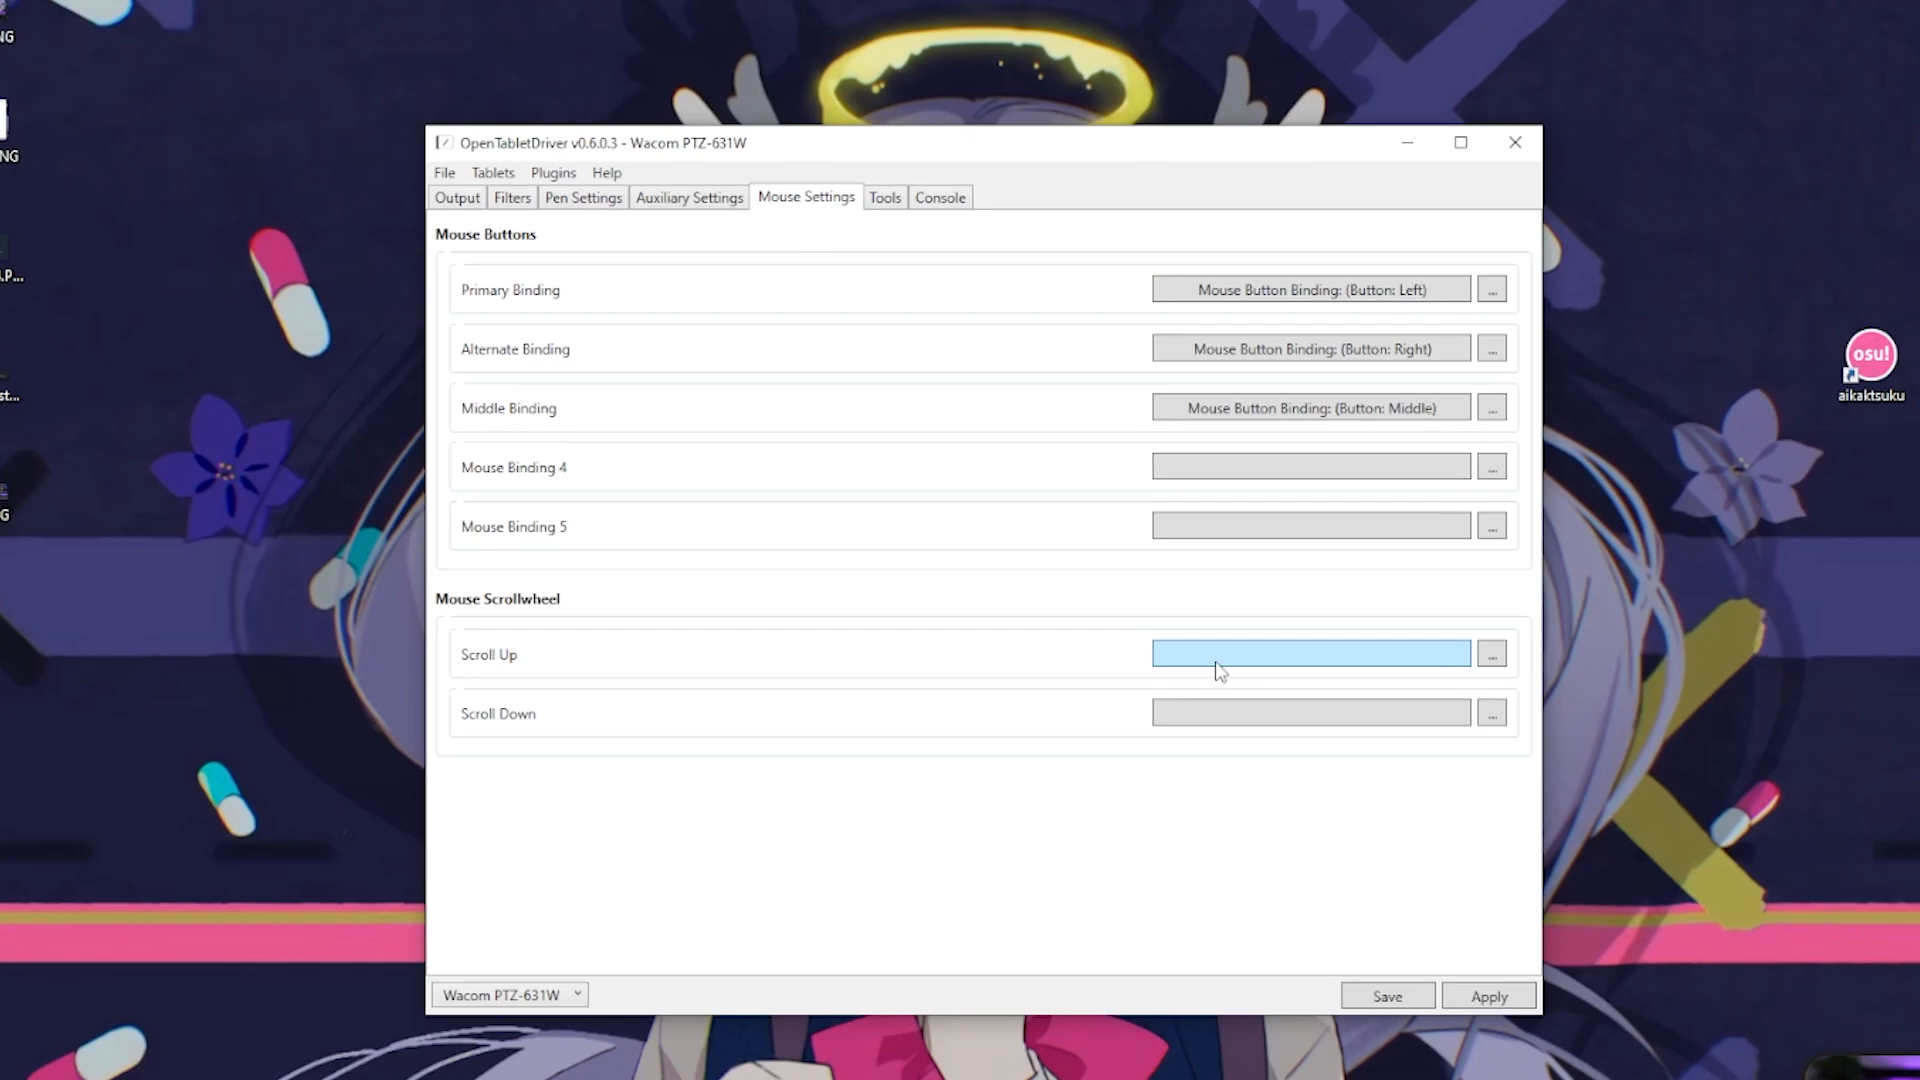 NG
NG
.P...
st...
G
OpenTabletDriver v0.6.0.3 - Wacom PTZ-631W
File Tablets Plugins Help
Output Filters Pen Settings Auxiliary Settings Mouse Settings Tools Console
Mouse Buttons
Primary Binding Mouse Button Binding: (Button: Left) ...
Alternate Binding Mouse Button Binding: (Button: Right) ...
Middle Binding Mouse Button Binding: (Button: Middle) ...
Mouse Binding 4 ...
Mouse Binding 5 ...
Mouse Scrollwheel
Scroll Up ...
Scroll Down ...
Wacom PTZ-631W Save Apply
osu!
aikaktsuku